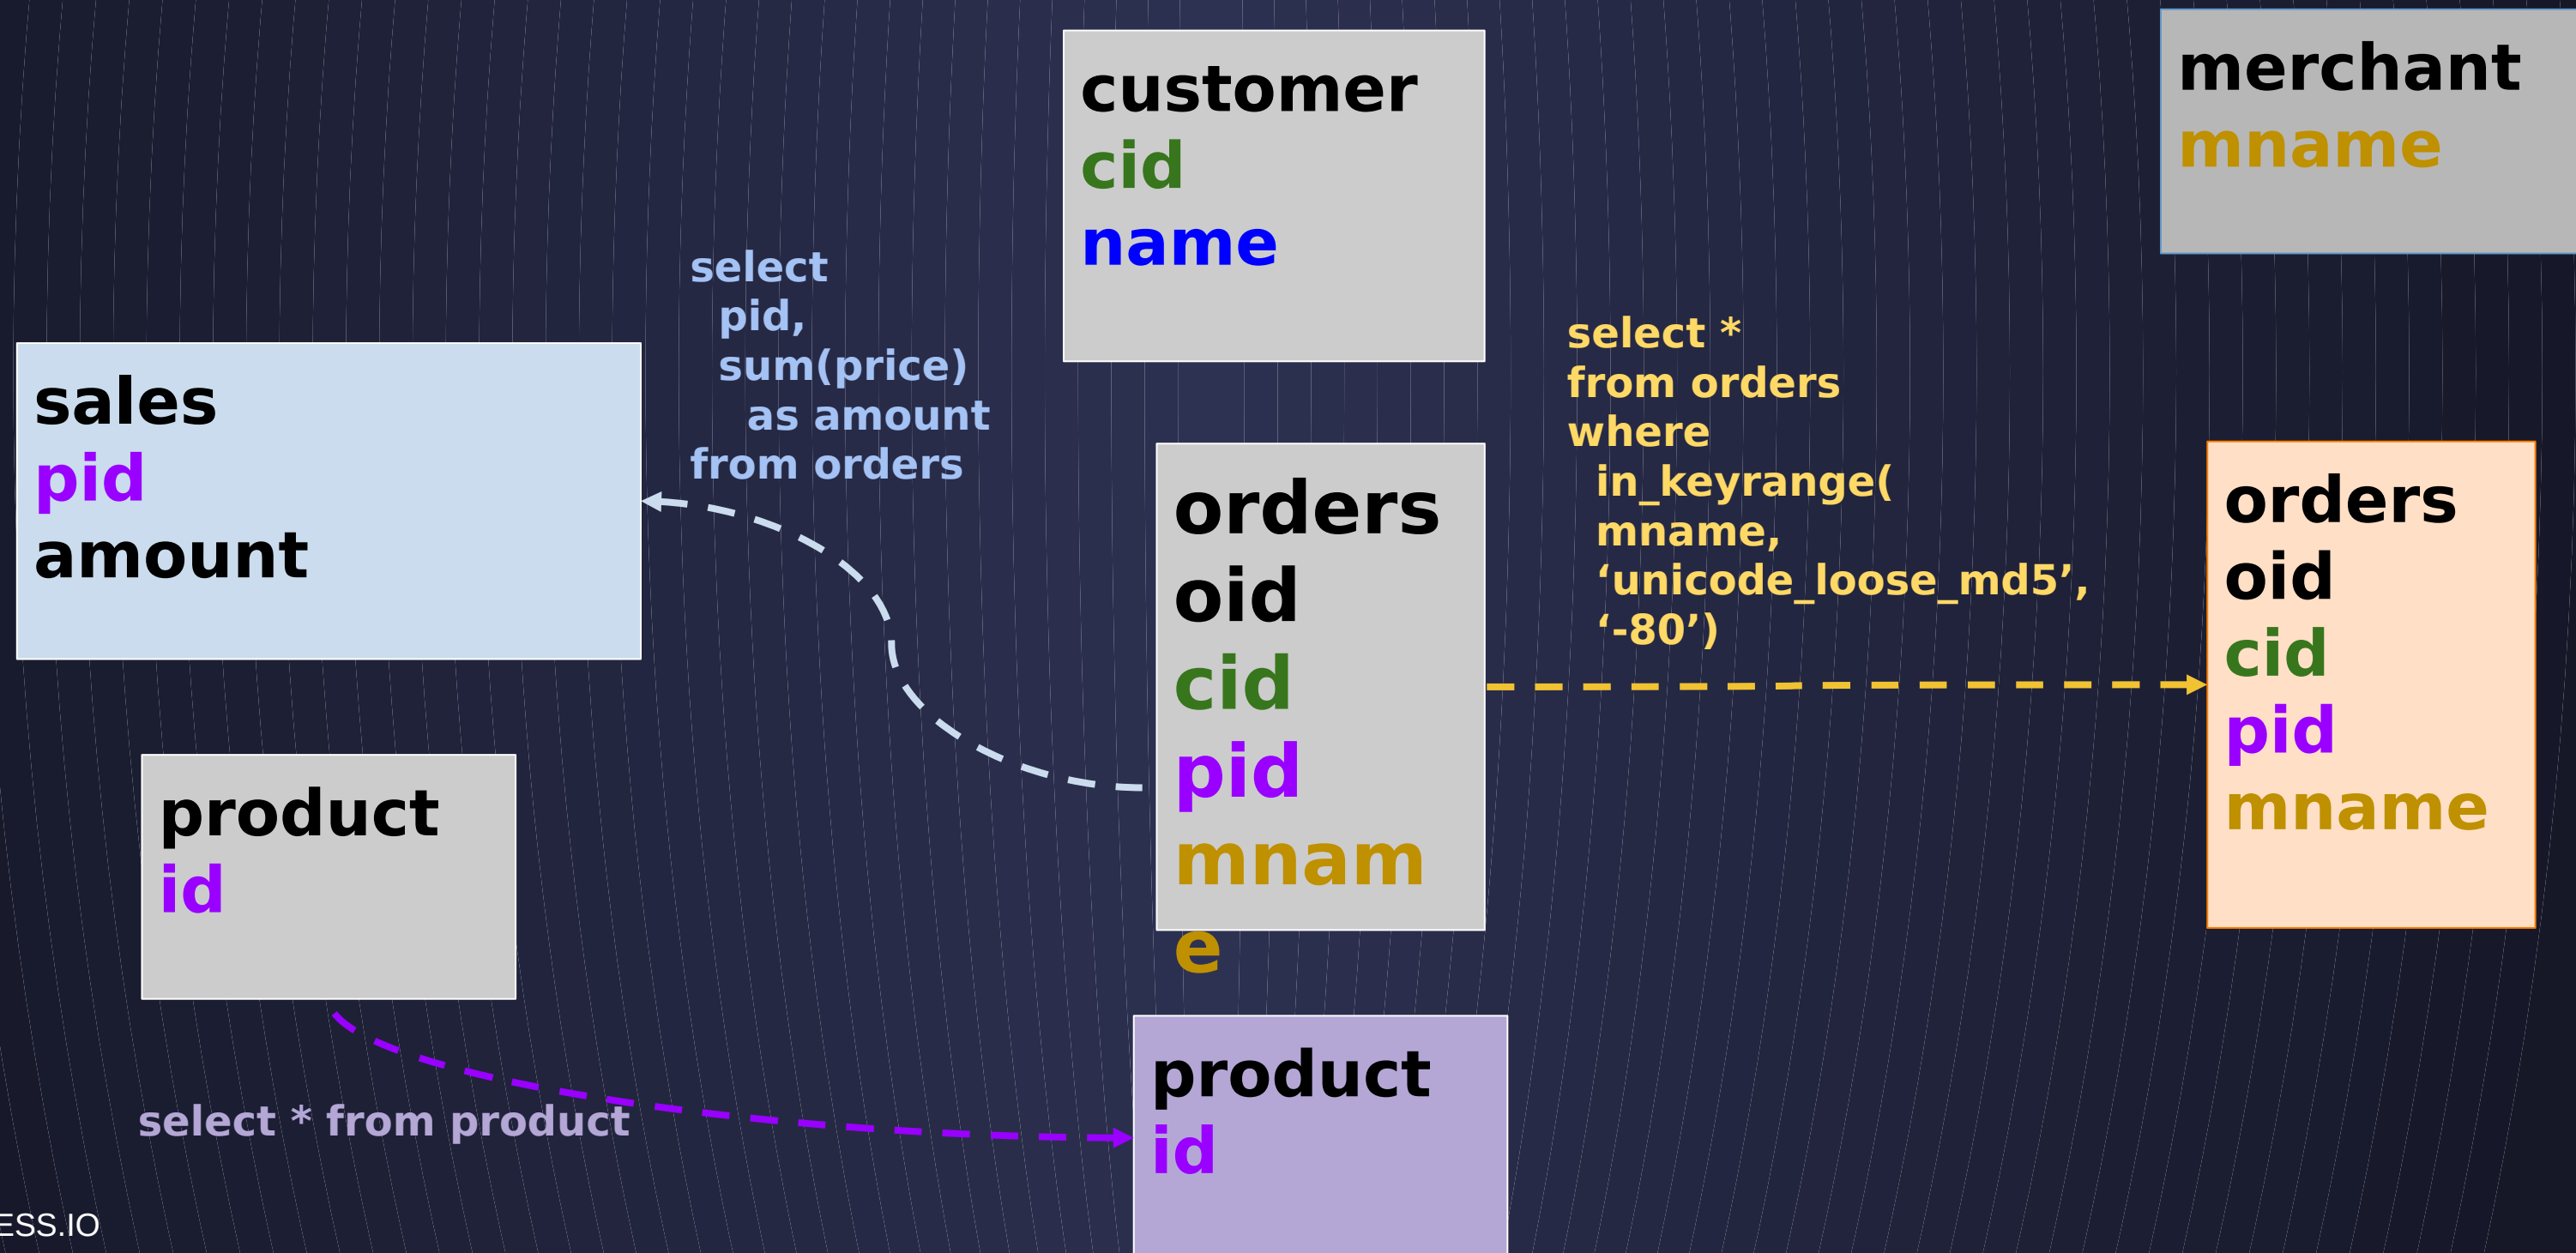 customer
cid
name
merchant
mname
select
pid,
sum(price)
as amount
from orders
sales
pid
amount
select *
from orders
where
in_keyrange(
mname,
‘unicode_loose_md5’,
‘-80’)
orders
oid
cid
pid
mnam
e
orders
oid
cid
pid
mname
product
id
select * from product
product
id
ESS.IO